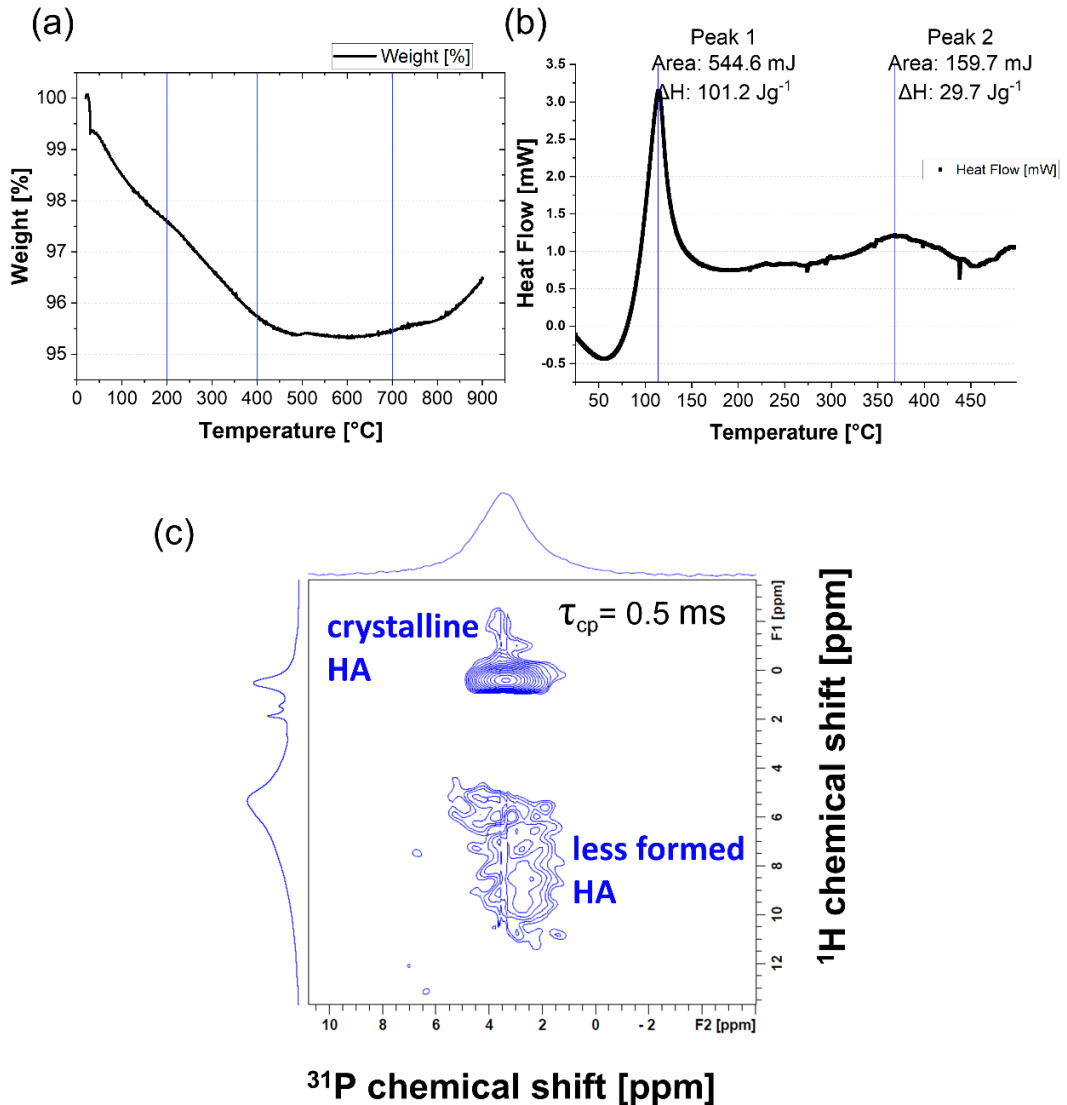 (a)
Weight [%]
100
99
98
97
96
95
Weight [%]
0 100 200 300 400 500 600 700 800 900
Temperature [°C]
(b)
Peak 1
Area: 544.6 mJ
ΔH: 101.2 Jg⁻¹
Peak 2
Area: 159.7 mJ
ΔH: 29.7 Jg⁻¹
Heat Flow [mW]
3.5
3.0
2.5
2.0
1.5
1.0
0.5
0.0
-0.5
Heat Flow [mW]
50 100 150 200 250 300 350 400 450
Temperature [°C]
(c)
crystalline
HA
τcp= 0.5 ms
less formed
HA
F1 [ppm]
0
2
4
6
8
10
12
¹H chemical shift [ppm]
10 8 6 4 2 0 -2 F2 [ppm]
³¹P chemical shift [ppm]